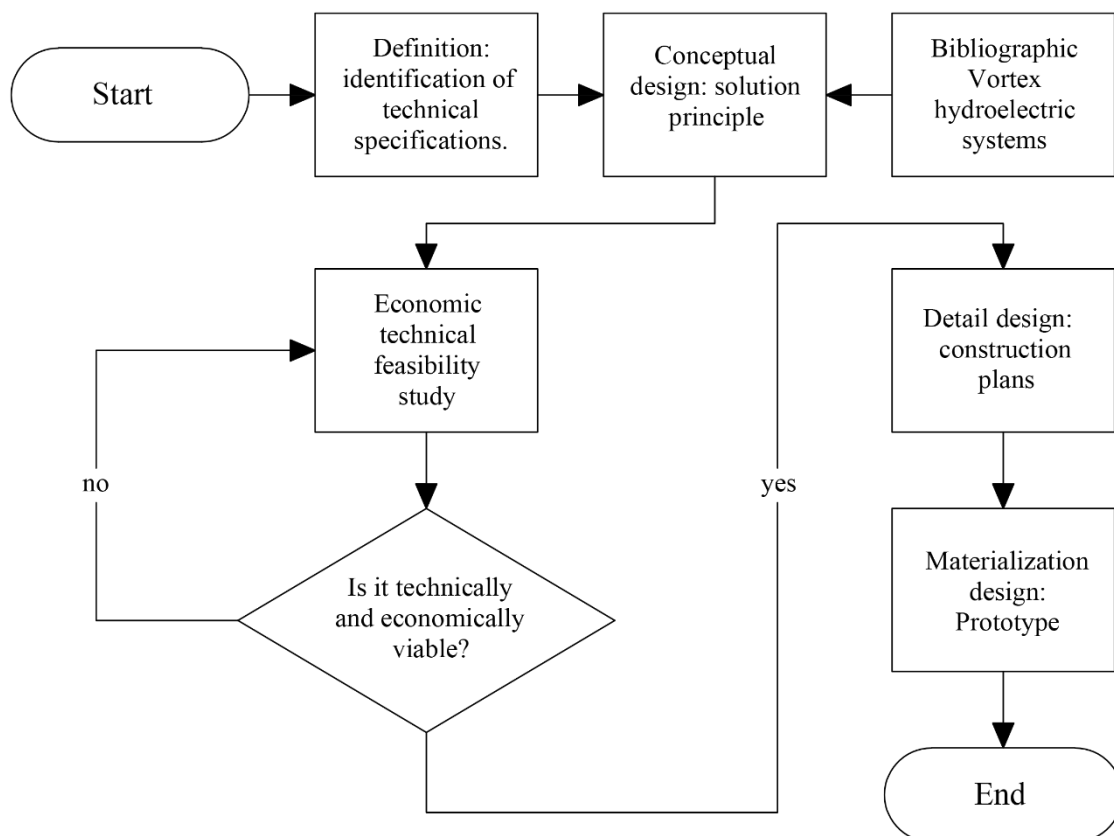 Start
Definition:
identification of
technical
specifications.
Conceptual
design: solution
principle
Bibliographic
Vortex
hydroelectric
systems
Economic
technical
feasibility
study
Detail design:
construction
plans
no
yes
Is it technically
and economically
viable?
Materialization
design:
Prototype
End